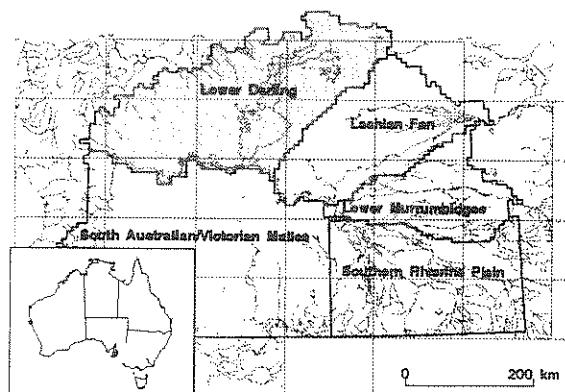 Lower Darling
Lachlan Fan
Lower Murrumbidgee
South Australian/Victorian Mallee
Southern Riverine Plain
0 200 km